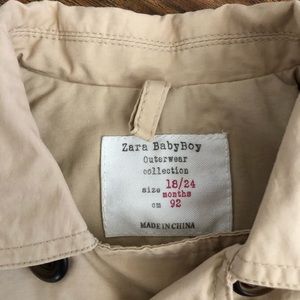 Zara BabyBoy
Outerwear
collection
size 18/24
months
cm 92
MADE IN CHINA